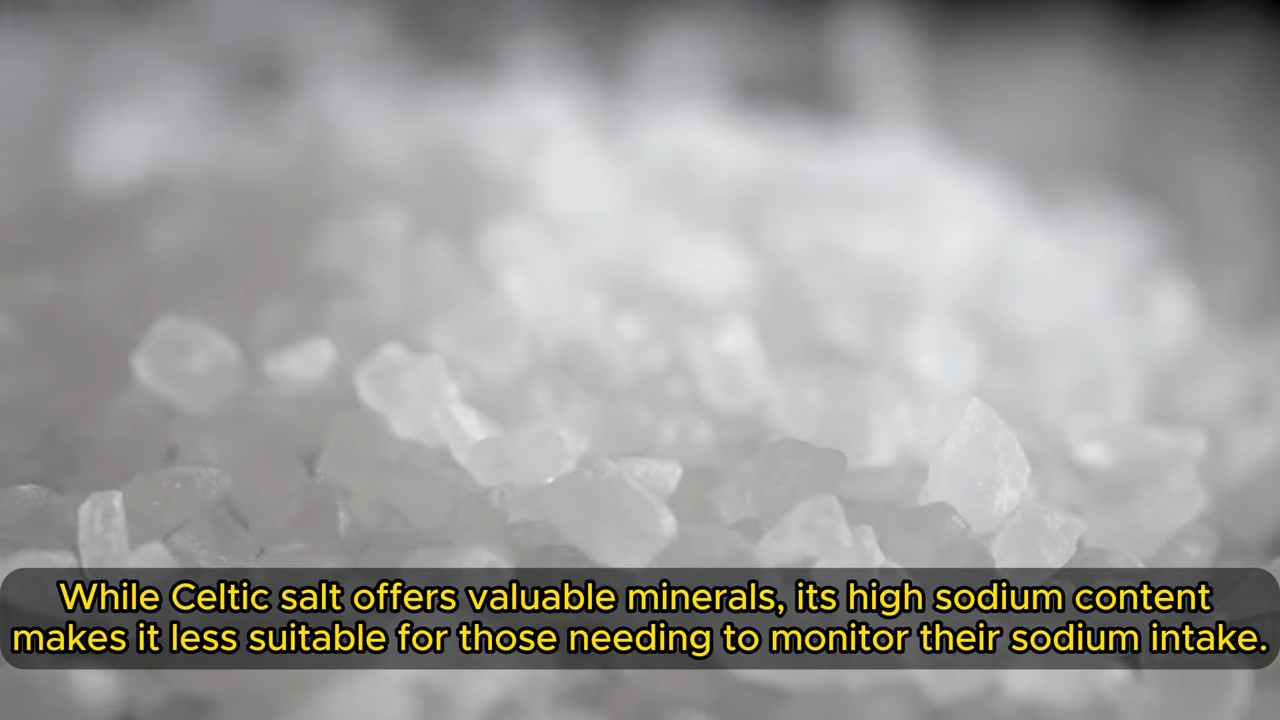 While Celtic salt offers valuable minerals, its high sodium content
makes it less suitable for those needing to monitor their sodium intake.